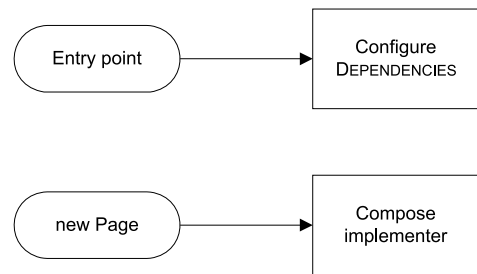 Entry point
Configure
DEPENDENCIES
new Page
Compose
implementer